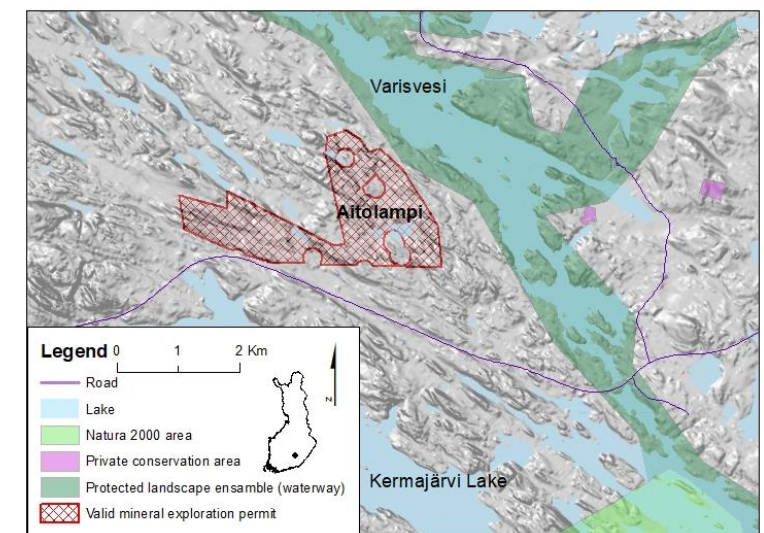 Varisvesi
Aitolampi
Legend 0 1 2 Km
Road
Lake
Natura 2000 area
Private conservation area
Protected landscape ensamble (waterway)
Valid mineral exploration permit
N
Kermajärvi Lake